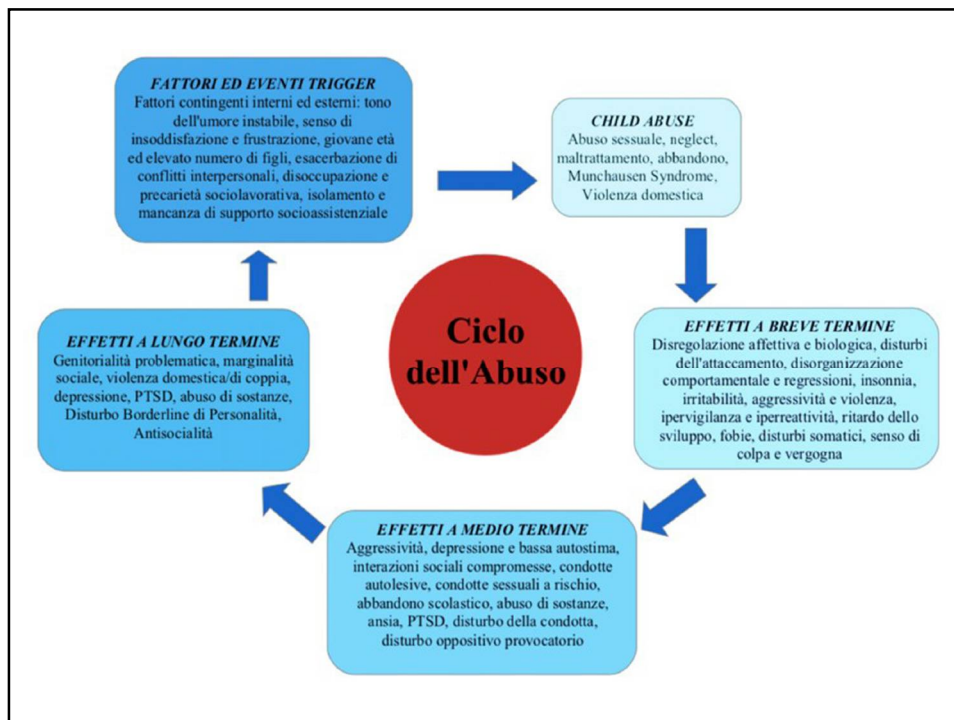 FATTORI ED EVENTI TRIGGER
Fattori contingenti interni ed esterni: tono
dell'umore instabile, senso di
insoddisfazione e frustrazione, giovane età
ed elevato numero di figli, esacerbazione di
conflitti interpersonali, disoccupazione e
precarietà sociolavorativa, isolamento e
mancanza di supporto socioassistenziale
CHILD ABUSE
Abuso sessuale, neglect,
maltrattamento, abbandono,
Munchausen Syndrome,
Violenza domestica
EFFETTI A BREVE TERMINE
Disregolazione affettiva e biologica, disturbi
dell'attaccamento, disorganizzazione
comportamentale e regressioni, insonnia,
irritabilità, aggressività e violenza,
ipervigilanza e iperreattività, ritardo dello
sviluppo, fobie, disturbi somatici, senso di
colpa e vergogna
EFFETTI A MEDIO TERMINE
Aggressività, depressione e bassa autostima,
interazioni sociali compromesse, condotte
autolesive, condotte sessuali a rischio,
abbandono scolastico, abuso di sostanze,
ansia, PTSD, disturbo della condotta,
disturbo oppositivo provocatorio
EFFETTI A LUNGO TERMINE
Genitorialità problematica, marginalità
sociale, violenza domestica/di coppia,
depressione, PTSD, abuso di sostanze,
Disturbo Borderline di Personalità,
Antisocialità
Ciclo
dell'Abuso